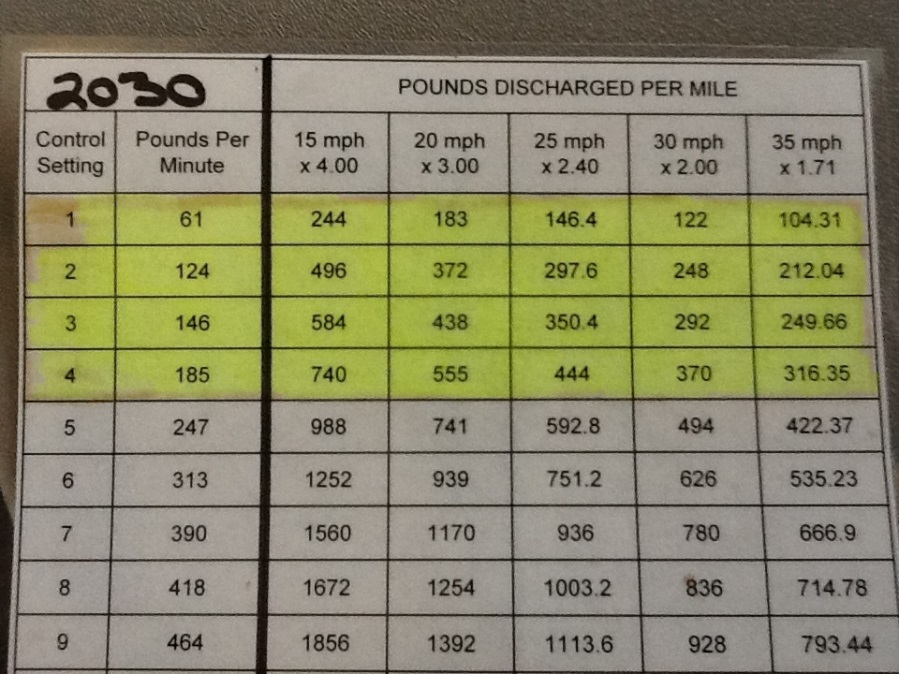 2030 POUNDS DISCHARGED PER MILE
Control Pounds Per 15 mph 20 mph 25 mph 30 mph 35 mph
Setting Minute x 4.00 x 3.00 x 2.40 x 2.00 x 1.71
1 61 244 183 146.4 122 104.31
2 124 496 372 297.6 248 212.04
3 146 584 438 350.4 292 249.66
4 185 740 555 444 370 316.35
5 247 988 741 592.8 494 422.37
6 313 1252 939 751.2 626 535.23
7 390 1560 1170 936 780 666.9
8 418 1672 1254 1003.2 836 714.78
9 464 1856 1392 1113.6 928 793.44